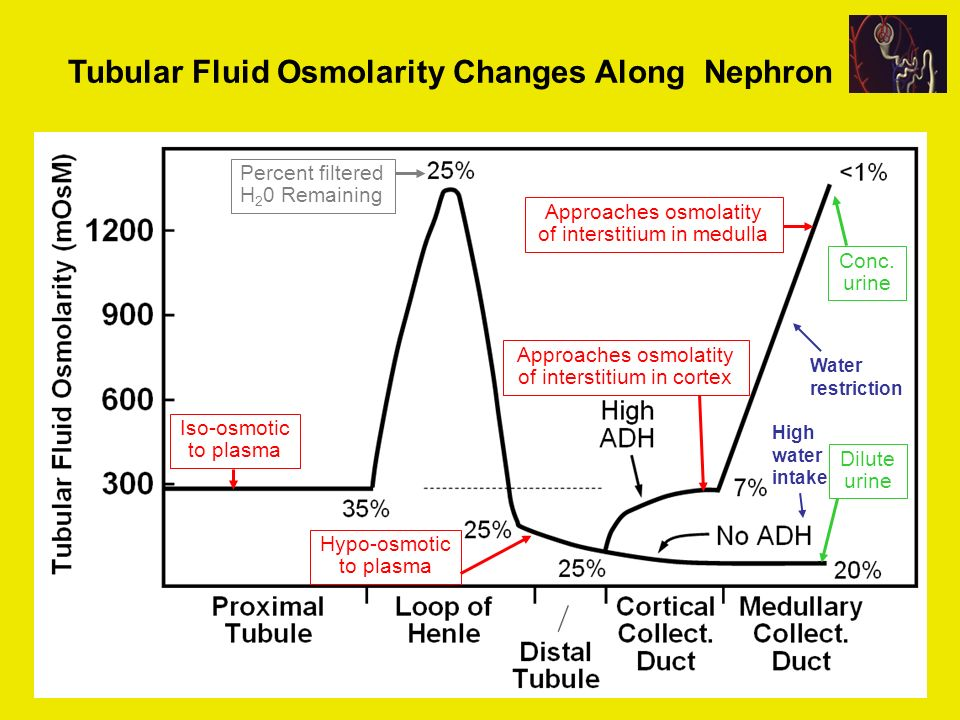 Tubular Fluid Osmolarity Changes Along Nephron
Tubular Fluid Osmolarity (mOsM)
1200
900
600
300
Percent filtered
H₂0 Remaining
25%
<1%
Approaches osmolatity
of interstitium in medulla
Conc.
urine
Approaches osmolatity
of interstitium in cortex
Water
restriction
High
ADH
Iso-osmotic
to plasma
High
water
intake
Dilute
urine
35%
7%
25%
No ADH
Hypo-osmotic
to plasma
25%
20%
Proximal
Tubule
Loop of
Henle
Distal
Tubule
Cortical
Collect.
Duct
Medullary
Collect.
Duct